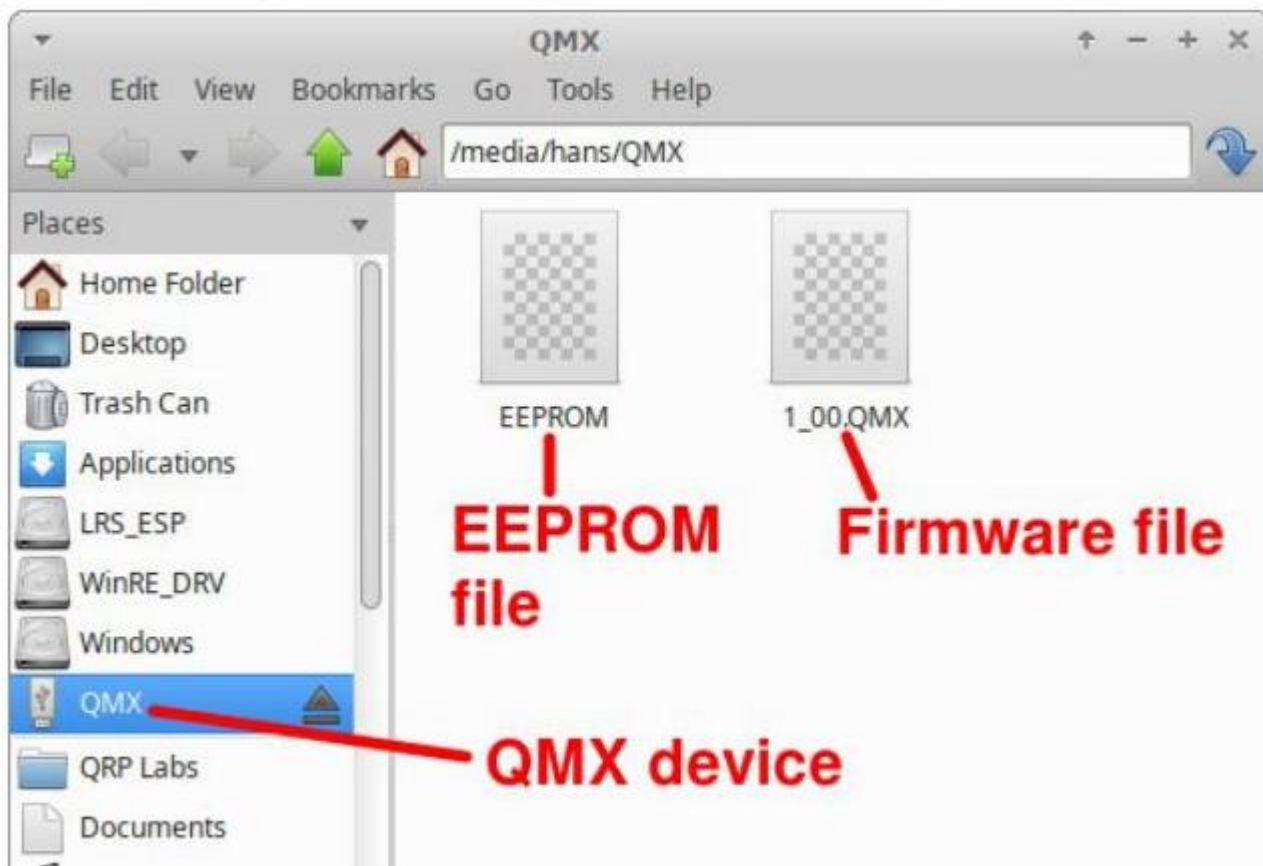 QMX
File Edit View Bookmarks Go Tools Help
/media/hans/QMX
Places
Home Folder
Desktop
Trash Can
Applications
LRS_ESP
WinRE_DRV
Windows
QMX
QRP Labs
Documents
EEPROM 1_00.QMX
EEPROM
file
Firmware file
QMX device